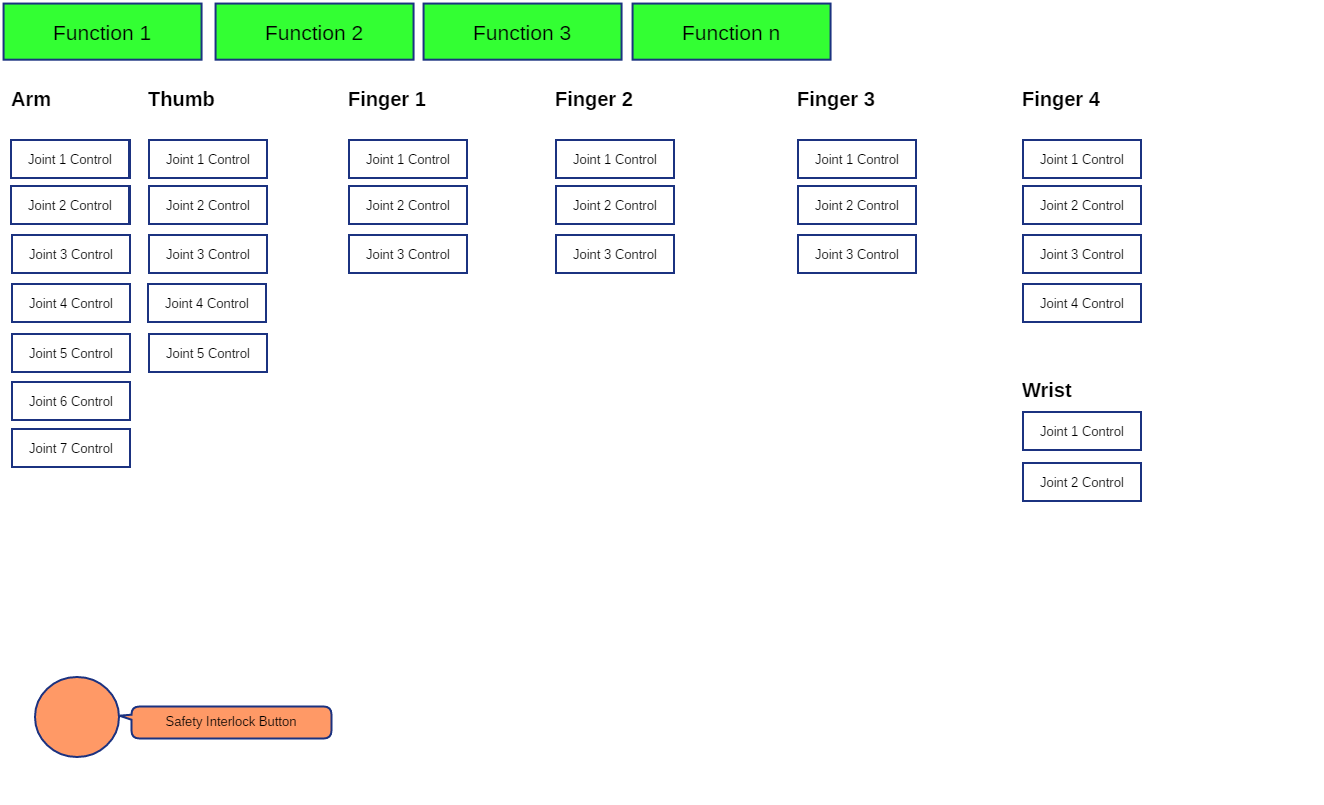 Function 1
Function 2
Function 3
Function n
Arm
Thumb
Finger 1
Finger 2
Finger 3
Finger 4
Joint 1 Control
Joint 1 Control
Joint 1 Control
Joint 1 Control
Joint 1 Control
Joint 1 Control
Joint 2 Control
Joint 2 Control
Joint 2 Control
Joint 2 Control
Joint 2 Control
Joint 2 Control
Joint 3 Control
Joint 3 Control
Joint 3 Control
Joint 3 Control
Joint 3 Control
Joint 3 Control
Joint 4 Control
Joint 4 Control
Joint 4 Control
Joint 5 Control
Joint 5 Control
Wrist
Joint 6 Control
Joint 1 Control
Joint 7 Control
Joint 2 Control
Safety Interlock Button